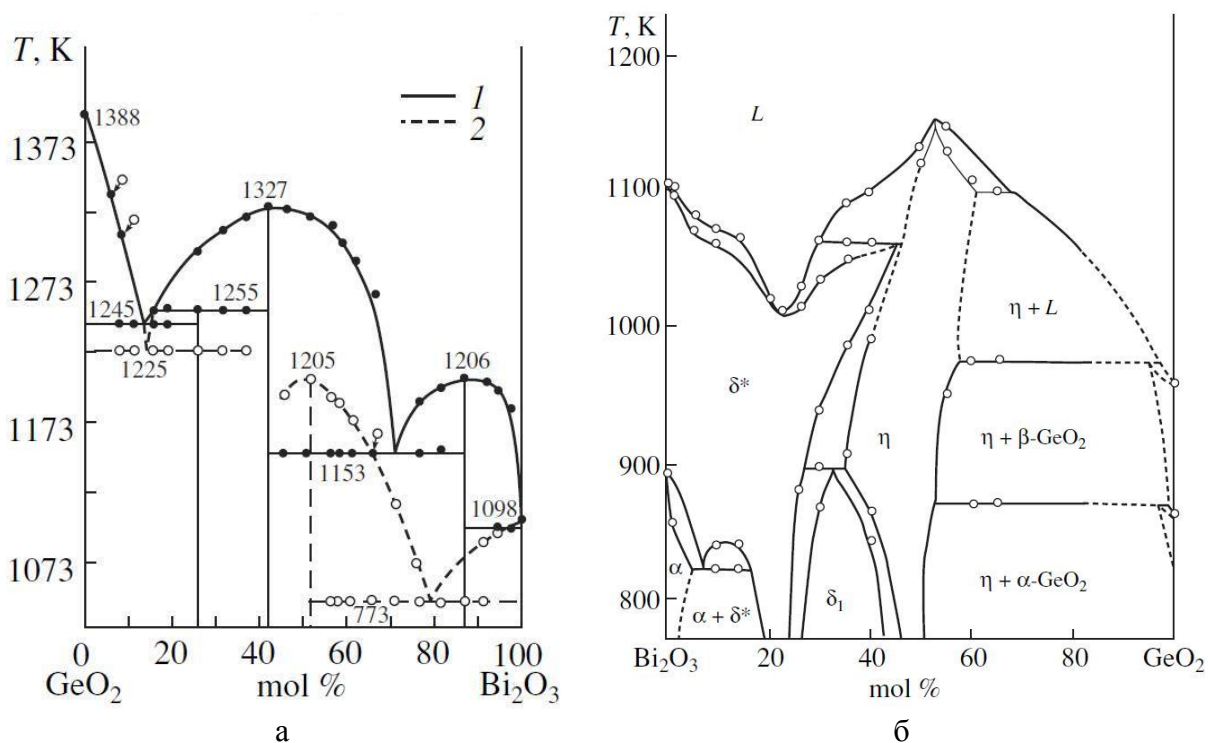 T, K
1
2
1388
1373
1327
1273
1245
1255
1225
1205
1206
1173
1153
1098
1073
773
0 20 40 60 80 100
GeO₂ mol % Bi₂O₃
а
T, K
1200
L
1100
1000
η + L
δ*
900
η
η + β-GeO₂
α
δ₁
η + α-GeO₂
800
α + δ*
Bi₂O₃ 20 40 60 80 GeO₂
mol %
б